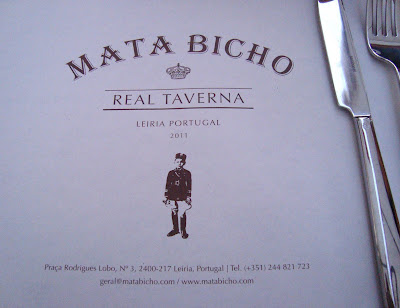 MATA BICHO
REAL TAVERNA
LEIRIA PORTUGAL
2011
Praça Rodrigues Lobo, Nº 3, 2400-217 Leiria, Portugal | Tel. (+351) 244 821 723
geral@matabicho.com / www.matabicho.com